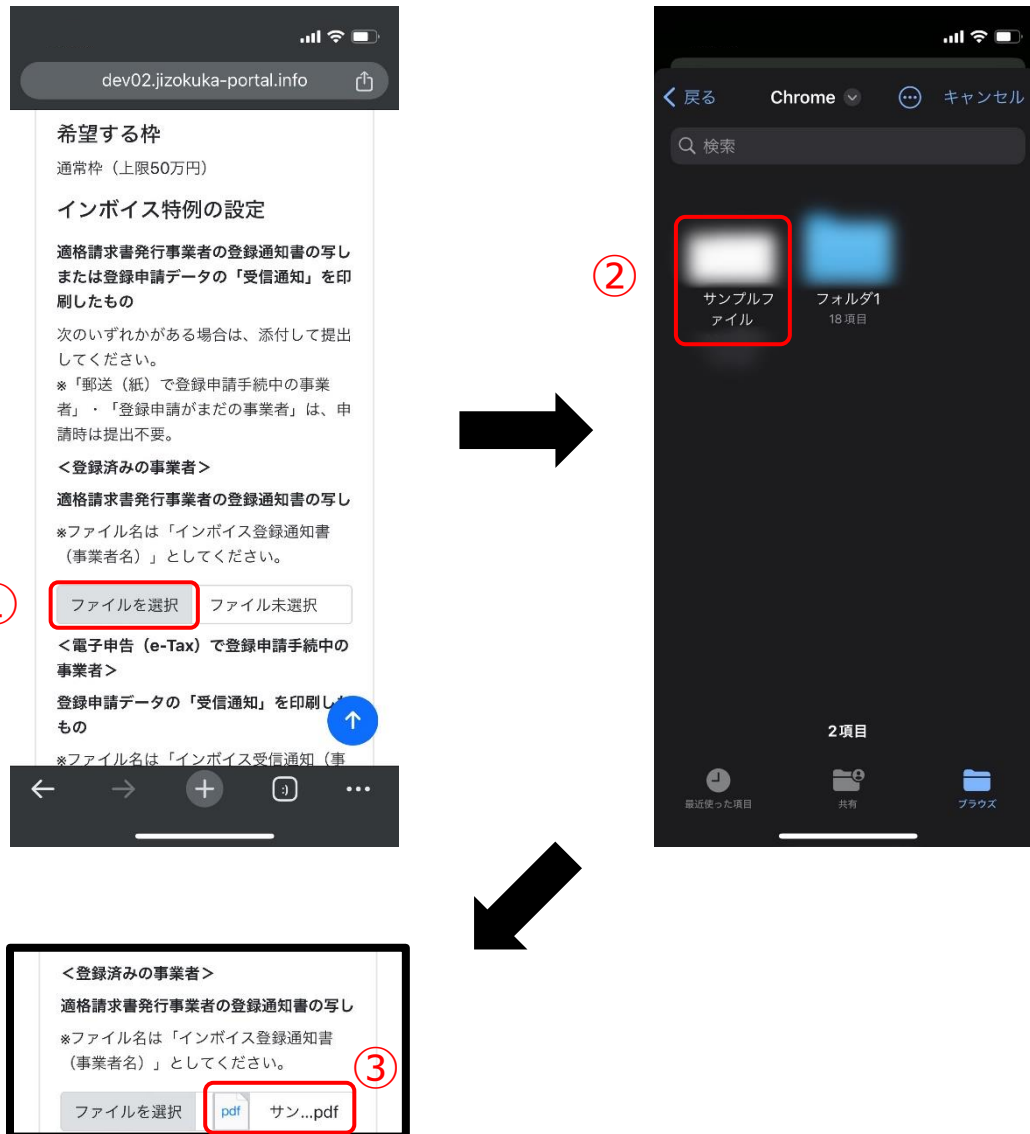 dev02.jizokuka-portal.info
希望する枠
通常枠（上限50万円）
インボイス特例の設定
適格請求書発行事業者の登録通知書の写し
または登録申請データの「受信通知」を印
刷したもの
次のいずれかがある場合は、添付して提出
してください。
※「郵送（紙）で登録申請手続中の事業
者」・「登録申請がまだの事業者」は、申
請時は提出不要。
＜登録済みの事業者＞
適格請求書発行事業者の登録通知書の写し
※ファイル名は「インボイス登録通知書
（事業者名）」としてください。
ファイルを選択 ファイル未選択
＜電子申告（e-Tax）で登録申請手続中の
事業者＞
登録申請データの「受信通知」を印刷した
もの
※ファイル名は「インボイス受信通知（事
戻る Chrome キャンセル
検索
②
サンプルフ
ァイル
フォルダ1
18項目
2項目
最近使った項目 共有 ブラウズ
＜登録済みの事業者＞
適格請求書発行事業者の登録通知書の写し
※ファイル名は「インボイス登録通知書
（事業者名）」としてください。
③
ファイルを選択 pdf サン...pdf